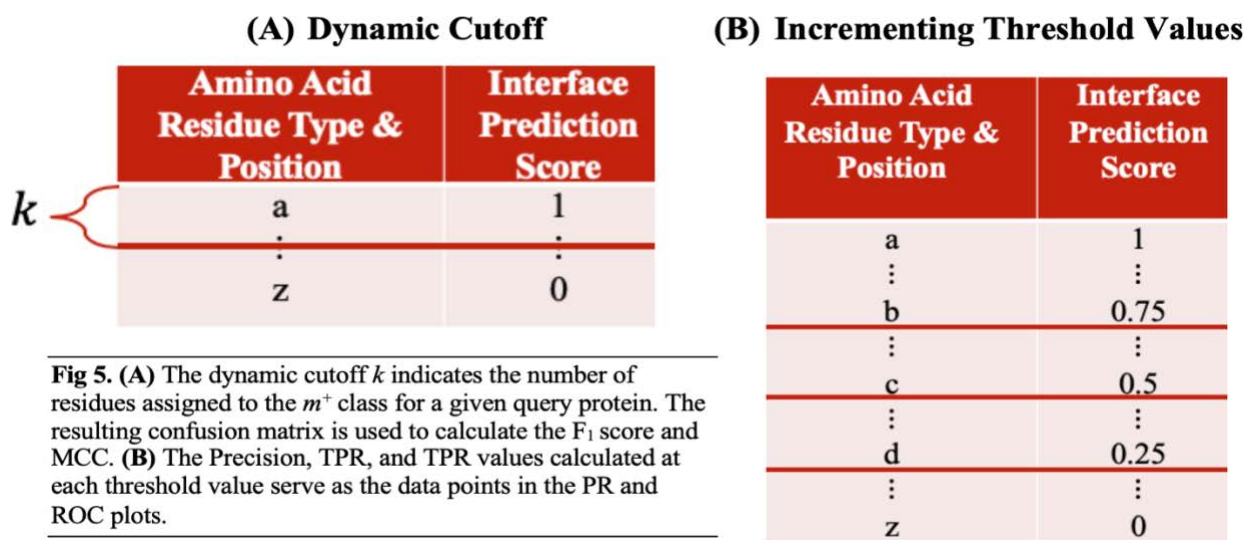 (A) Dynamic Cutoff
Amino Acid Residue Type & Position
Interface Prediction Score
k
a 1
⋮ ⋮
z 0
Fig 5. (A) The dynamic cutoff k indicates the number of
residues assigned to the m⁺ class for a given query protein. The
resulting confusion matrix is used to calculate the F₁ score and
MCC. (B) The Precision, TPR, and TPR values calculated at
each threshold value serve as the data points in the PR and
ROC plots.
(B) Incrementing Threshold Values
Amino Acid Residue Type & Position
Interface Prediction Score
a 1
⋮ ⋮
b 0.75
⋮ ⋮
c 0.5
⋮ ⋮
d 0.25
⋮ ⋮
z 0